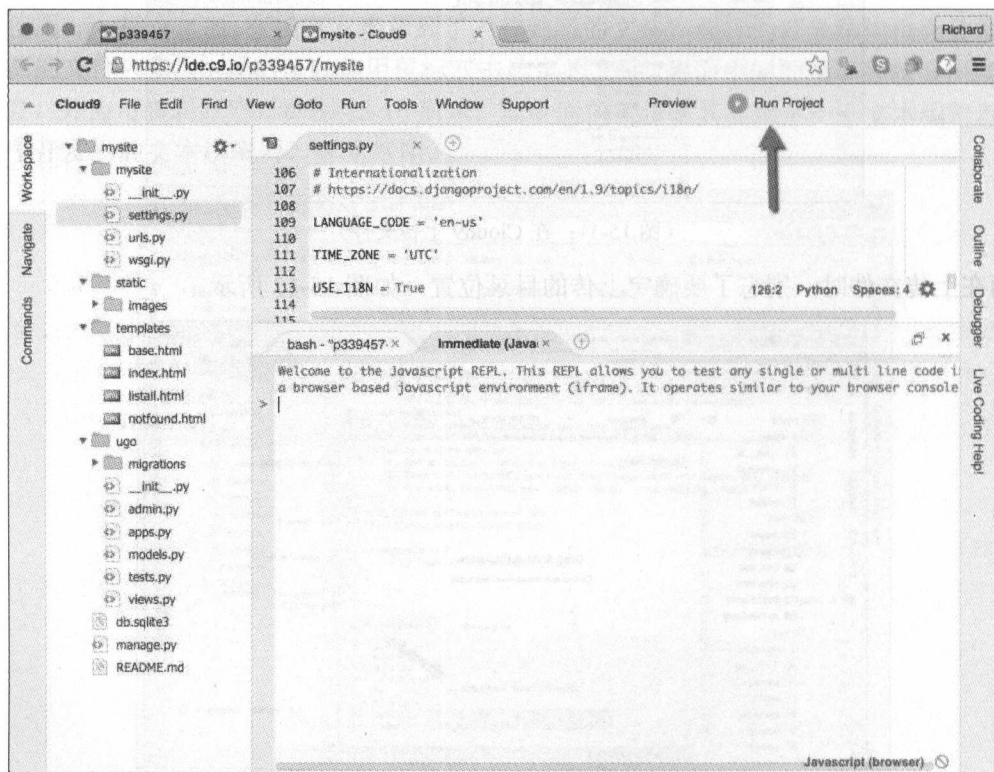 p339457
mysite - Cloud9
Richard
https://ide.c9.io/p339457/mysite
Cloud9 File Edit Find View Goto Run Tools Window Support Preview Run Project
Workspace
Navigate
Commands
mysite
mysite
__init__.py
settings.py
urls.py
wsgi.py
static
images
templates
base.html
index.html
listall.html
notfound.html
ugo
migrations
__init__.py
admin.py
apps.py
models.py
tests.py
views.py
db.sqlite3
manage.py
README.md
settings.py
106 # Internationalization
107 # https://docs.djangoproject.com/en/1.9/topics/i18n/
108
109 LANGUAGE_CODE = 'en-us'
110
111 TIME_ZONE = 'UTC'
112
113 USE_I18N = True
114
115
126:2 Python Spaces: 4
bash - "p339457
Immediate (Java
Welcome to the Javascript REPL. This REPL allows you to test any single or multi line code i
a browser based javascript environment (iframe). It operates similar to your browser console
>
Javascript (browser)
Collaborate
Outline
Debugger
Live Coding Help!